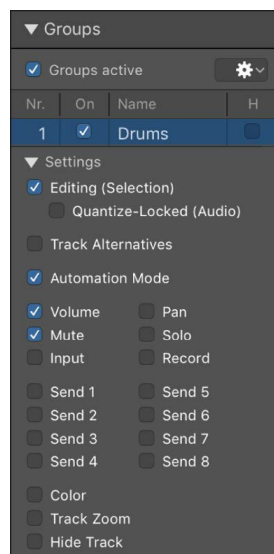 Groups
Groups active
Nr. On Name H
1 Drums
Settings
Editing (Selection)
Quantize-Locked (Audio)
Track Alternatives
Automation Mode
Volume Pan
Mute Solo
Input Record
Send 1 Send 5
Send 2 Send 6
Send 3 Send 7
Send 4 Send 8
Color
Track Zoom
Hide Track